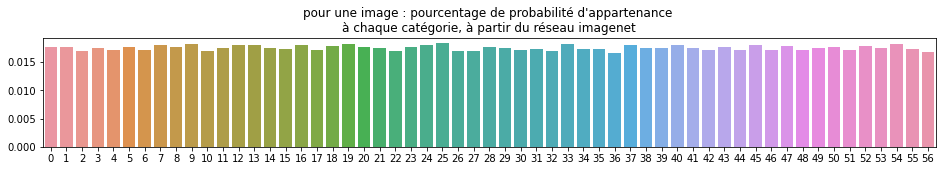 pour une image : pourcentage de probabilité d'appartenance
à chaque catégorie, à partir du réseau imagenet
0.015
0.010
0.005
0.000
0 1 2 3 4 5 6 7 8 9 10 11 12 13 14 15 16 17 18 19 20 21 22 23 24 25 26 27 28 29 30 31 32 33 34 35 36 37 38 39 40 41 42 43 44 45 46 47 48 49 50 51 52 53 54 55 56